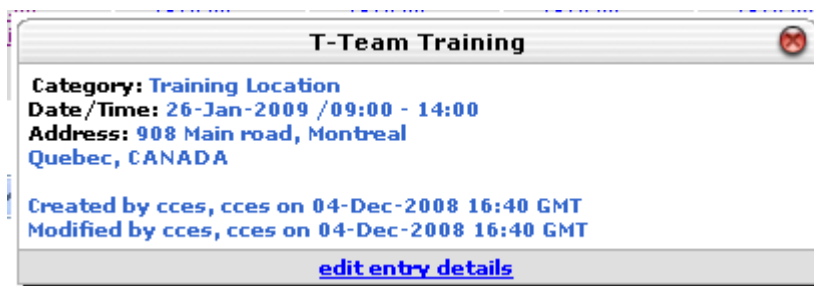 T-Team Training
Category: Training Location
Date/Time: 26-Jan-2009 /09:00 - 14:00
Address: 908 Main road, Montreal
Quebec, CANADA
Created by cces, cces on 04-Dec-2008 16:40 GMT
Modified by cces, cces on 04-Dec-2008 16:40 GMT
edit entry details